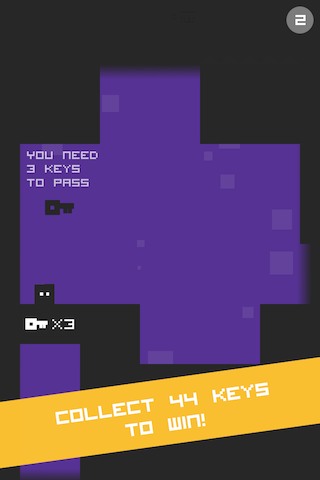 2
YOU NEED
3 KEYS
TO PASS
X3
COLLECT 44 KEYS
TO WIN!